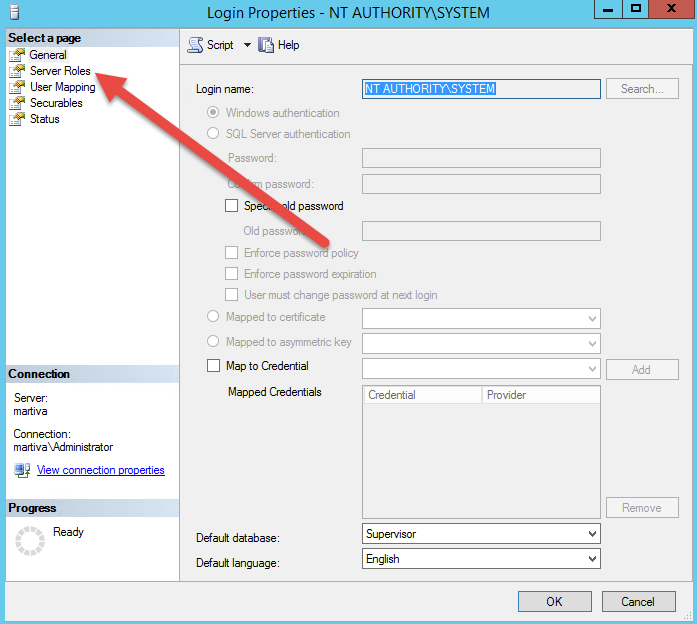 Login Properties - NT AUTHORITY\SYSTEM
Select a page
General
Server Roles
User Mapping
Securables
Status
Connection
Server:
martiva
Connection:
martiva\Administrator
View connection properties
Progress
Ready
Script Help
Login name: NT AUTHORITY\SYSTEM Search...
Windows authentication
SQL Server authentication
Password:
Confirm password:
Specify old password
Old password:
Enforce password policy
Enforce password expiration
User must change password at next login
Mapped to certificate
Mapped to asymmetric key
Map to Credential Add
Mapped Credentials Credential Provider
Remove
Default database: Supervisor
Default language: English
OK Cancel